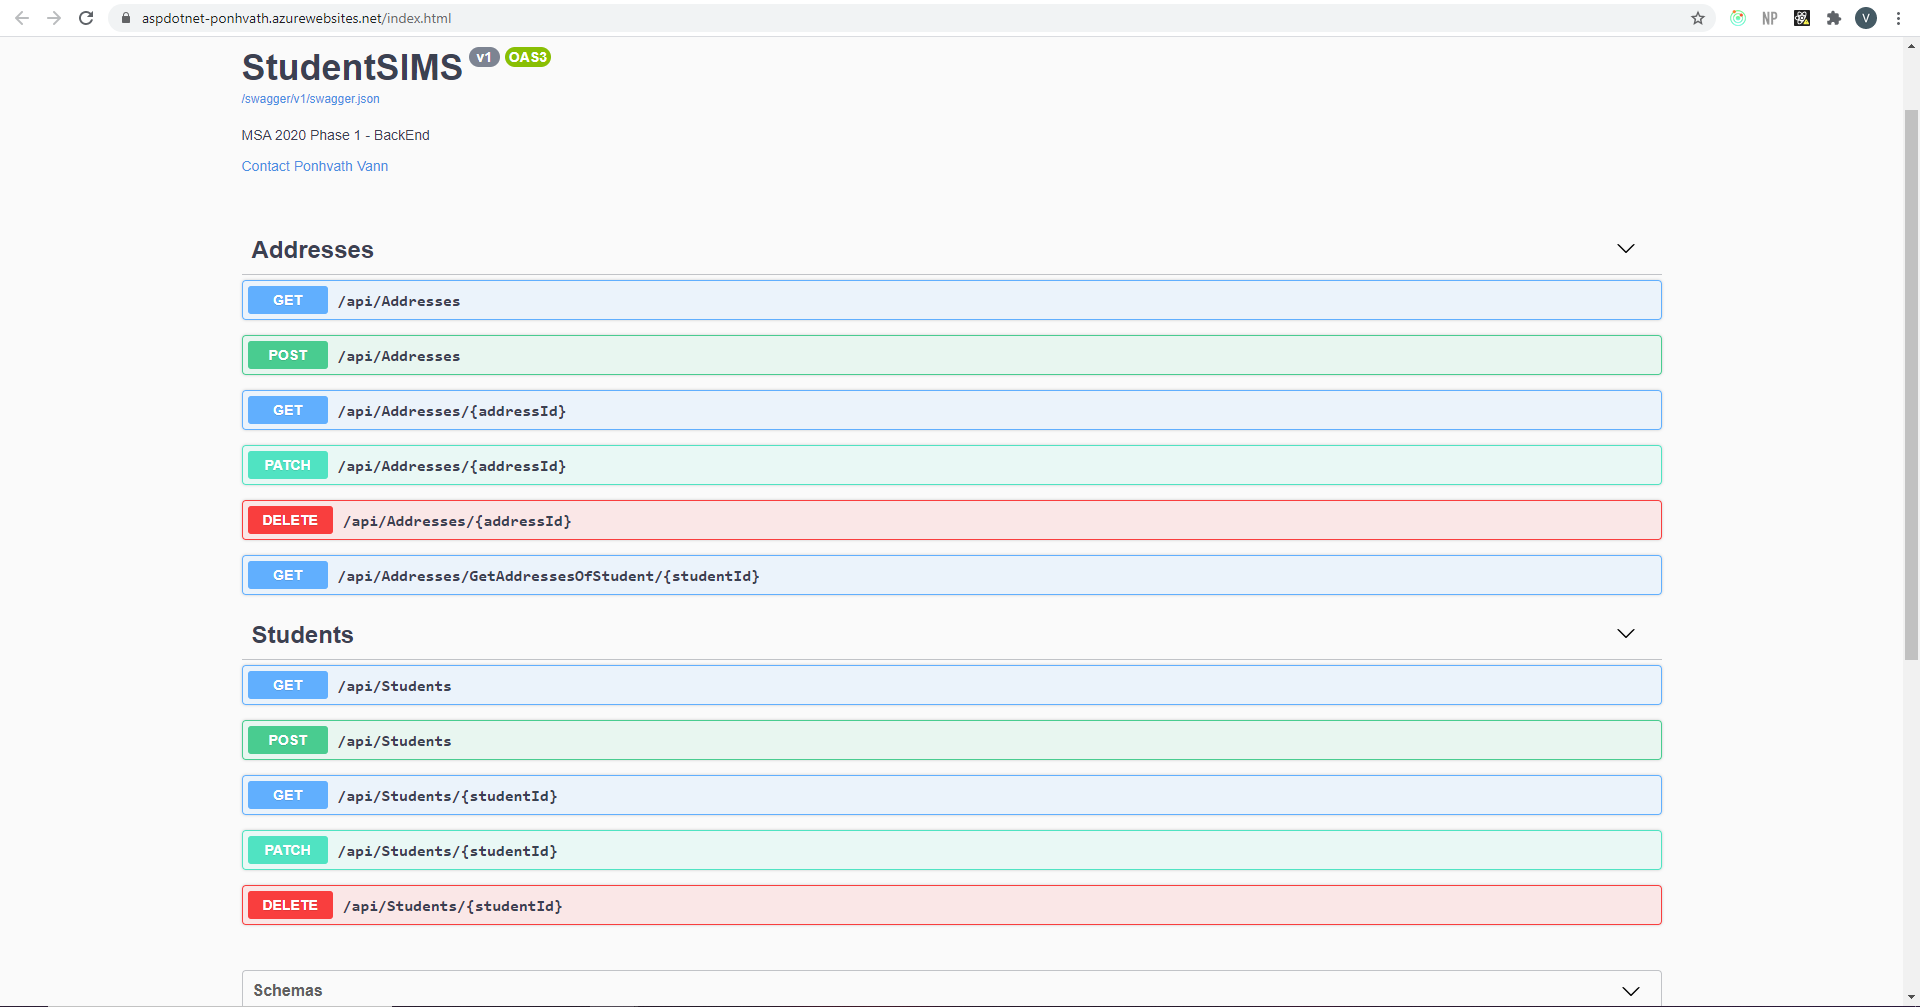 aspdotnet-ponhvath.azurewebsites.net/index.html
NP
V
StudentSIMS v1 OAS3
/swagger/v1/swagger.json
MSA 2020 Phase 1 - BackEnd
Contact Ponhvath Vann
Addresses
GET /api/Addresses
POST /api/Addresses
GET /api/Addresses/{addressId}
PATCH /api/Addresses/{addressId}
DELETE /api/Addresses/{addressId}
GET /api/Addresses/GetAddressesOfStudent/{studentId}
Students
GET /api/Students
POST /api/Students
GET /api/Students/{studentId}
PATCH /api/Students/{studentId}
DELETE /api/Students/{studentId}
Schemas